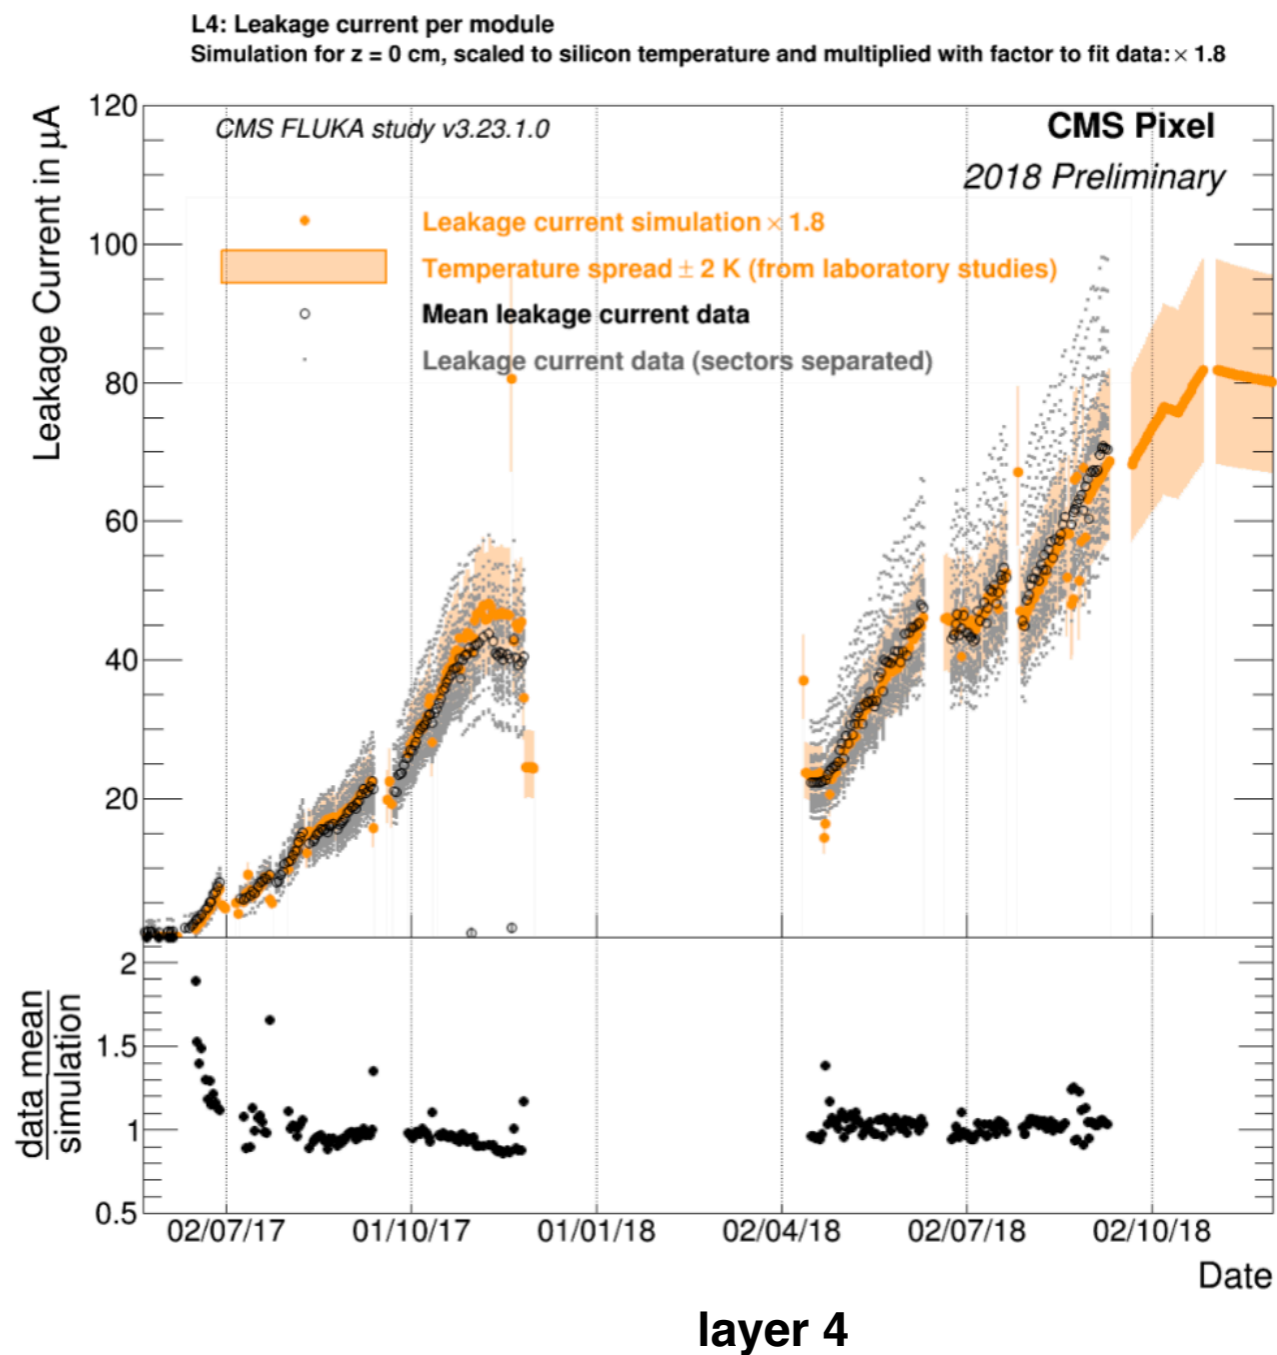 L4: Leakage current per module
Simulation for z = 0 cm, scaled to silicon temperature and multiplied with factor to fit data: × 1.8
Leakage Current in μA
120
100
80
60
40
20
CMS FLUKA study v3.23.1.0
CMS Pixel
2018 Preliminary
Leakage current simulation × 1.8
Temperature spread ± 2 K (from laboratory studies)
Mean leakage current data
Leakage current data (sectors separated)
data mean
simulation
2
1.5
1
0.5
02/07/17 01/10/17 01/01/18 02/04/18 02/07/18 02/10/18
Date
layer 4